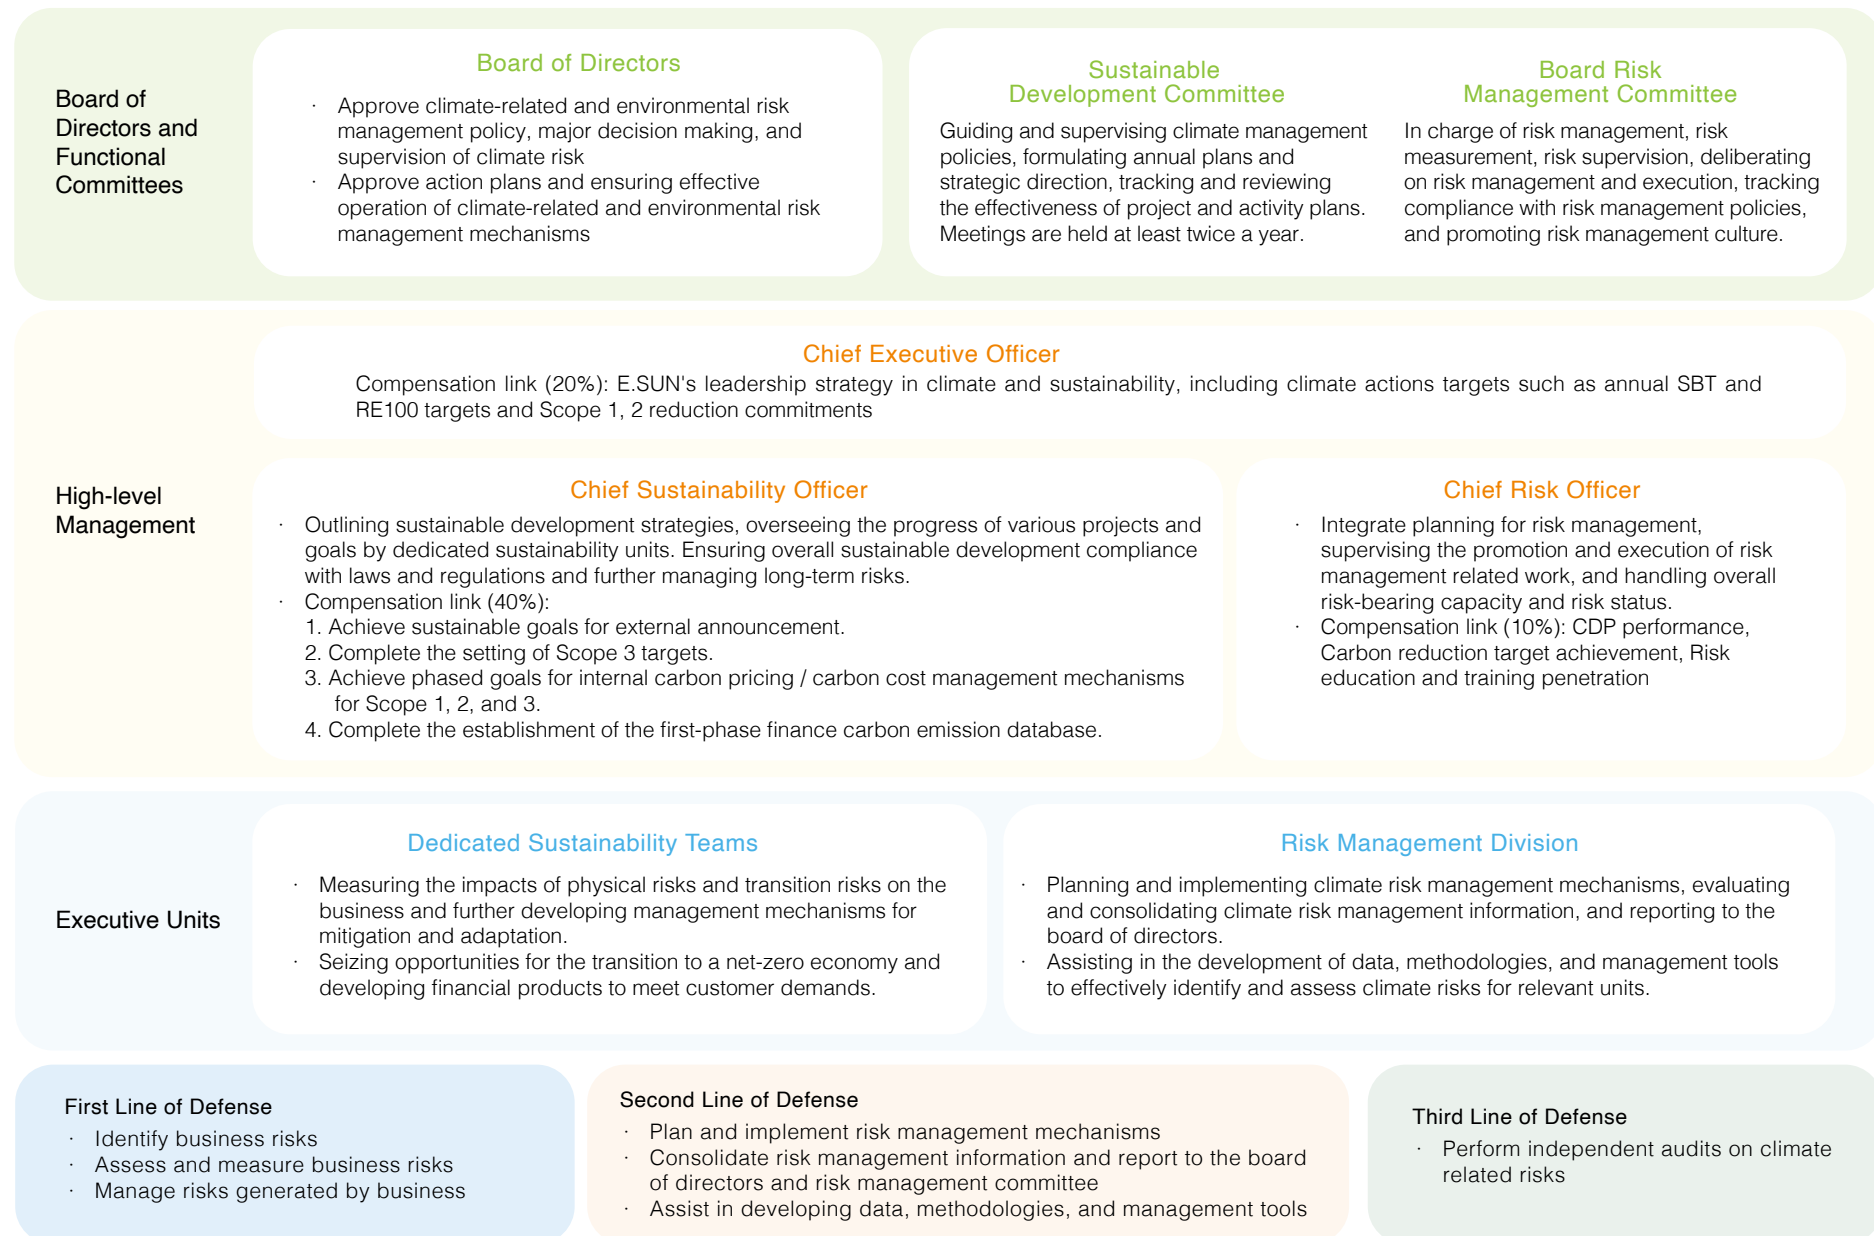 Board of
Directors and
Functional
Committees
Board of Directors
· Approve climate-related and environmental risk
management policy, major decision making, and
supervision of climate risk
· Approve action plans and ensuring effective
operation of climate-related and environmental risk
management mechanisms
Sustainable
Development Committee
Guiding and supervising climate management
policies, formulating annual plans and
strategic direction, tracking and reviewing
the effectiveness of project and activity plans.
Meetings are held at least twice a year.
Board Risk
Management Committee
In charge of risk management, risk
measurement, risk supervision, deliberating
on risk management and execution, tracking
compliance with risk management policies,
and promoting risk management culture.
High-level
Management
Chief Executive Officer
Compensation link (20%): E.SUN's leadership strategy in climate and sustainability, including climate actions targets such as annual SBT and
RE100 targets and Scope 1, 2 reduction commitments
Chief Sustainability Officer
· Outlining sustainable development strategies, overseeing the progress of various projects and
goals by dedicated sustainability units. Ensuring overall sustainable development compliance
with laws and regulations and further managing long-term risks.
· Compensation link (40%):
1. Achieve sustainable goals for external announcement.
2. Complete the setting of Scope 3 targets.
3. Achieve phased goals for internal carbon pricing / carbon cost management mechanisms
for Scope 1, 2, and 3.
4. Complete the establishment of the first-phase finance carbon emission database.
Chief Risk Officer
· Integrate planning for risk management,
supervising the promotion and execution of risk
management related work, and handling overall
risk-bearing capacity and risk status.
· Compensation link (10%): CDP performance,
Carbon reduction target achievement, Risk
education and training penetration
Executive Units
Dedicated Sustainability Teams
· Measuring the impacts of physical risks and transition risks on the
business and further developing management mechanisms for
mitigation and adaptation.
· Seizing opportunities for the transition to a net-zero economy and
developing financial products to meet customer demands.
Risk Management Division
· Planning and implementing climate risk management mechanisms, evaluating
and consolidating climate risk management information, and reporting to the
board of directors.
· Assisting in the development of data, methodologies, and management tools
to effectively identify and assess climate risks for relevant units.
First Line of Defense
· Identify business risks
· Assess and measure business risks
· Manage risks generated by business
Second Line of Defense
· Plan and implement risk management mechanisms
· Consolidate risk management information and report to the board
of directors and risk management committee
· Assist in developing data, methodologies, and management tools
Third Line of Defense
· Perform independent audits on climate
related risks